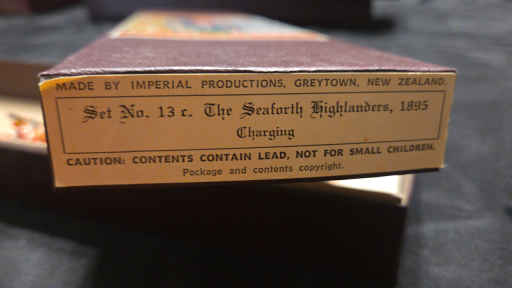 MADE BY IMPERIAL PRODUCTIONS, GREYTOWN, NEW ZEALAND.
Set No. 13 c. The Seaforth Highlanders, 1895
Charging
CAUTION: CONTENTS CONTAIN LEAD, NOT FOR SMALL CHILDREN.
Package and contents copyright.